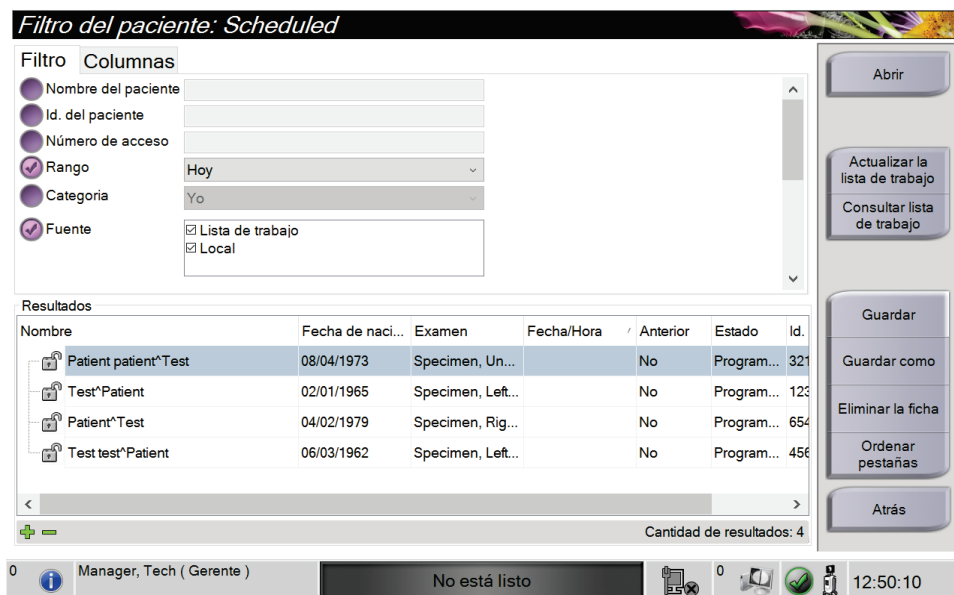 Filtro del paciente: Scheduled
Filtro Columnas
Nombre del paciente
Id. del paciente
Número de acceso
Rango Hoy
Categoria Yo
Fuente Lista de trabajo
Local
Resultados
Nombre Fecha de naci... Examen Fecha/Hora Anterior Estado Id.
Patient patient^Test 08/04/1973 Specimen, Un... No Program... 321
Test^Patient 02/01/1965 Specimen, Left... No Program... 123
Patient^Test 04/02/1979 Specimen, Rig... No Program... 654
Test test^Patient 06/03/1962 Specimen, Left... No Program... 456
Cantidad de resultados: 4
Abrir
Actualizar la
lista de trabajo
Consultar lista
de trabajo
Guardar
Guardar como
Eliminar la ficha
Ordenar
pestañas
Atrás
0 Manager, Tech ( Gerente ) No está listo 0 12:50:10